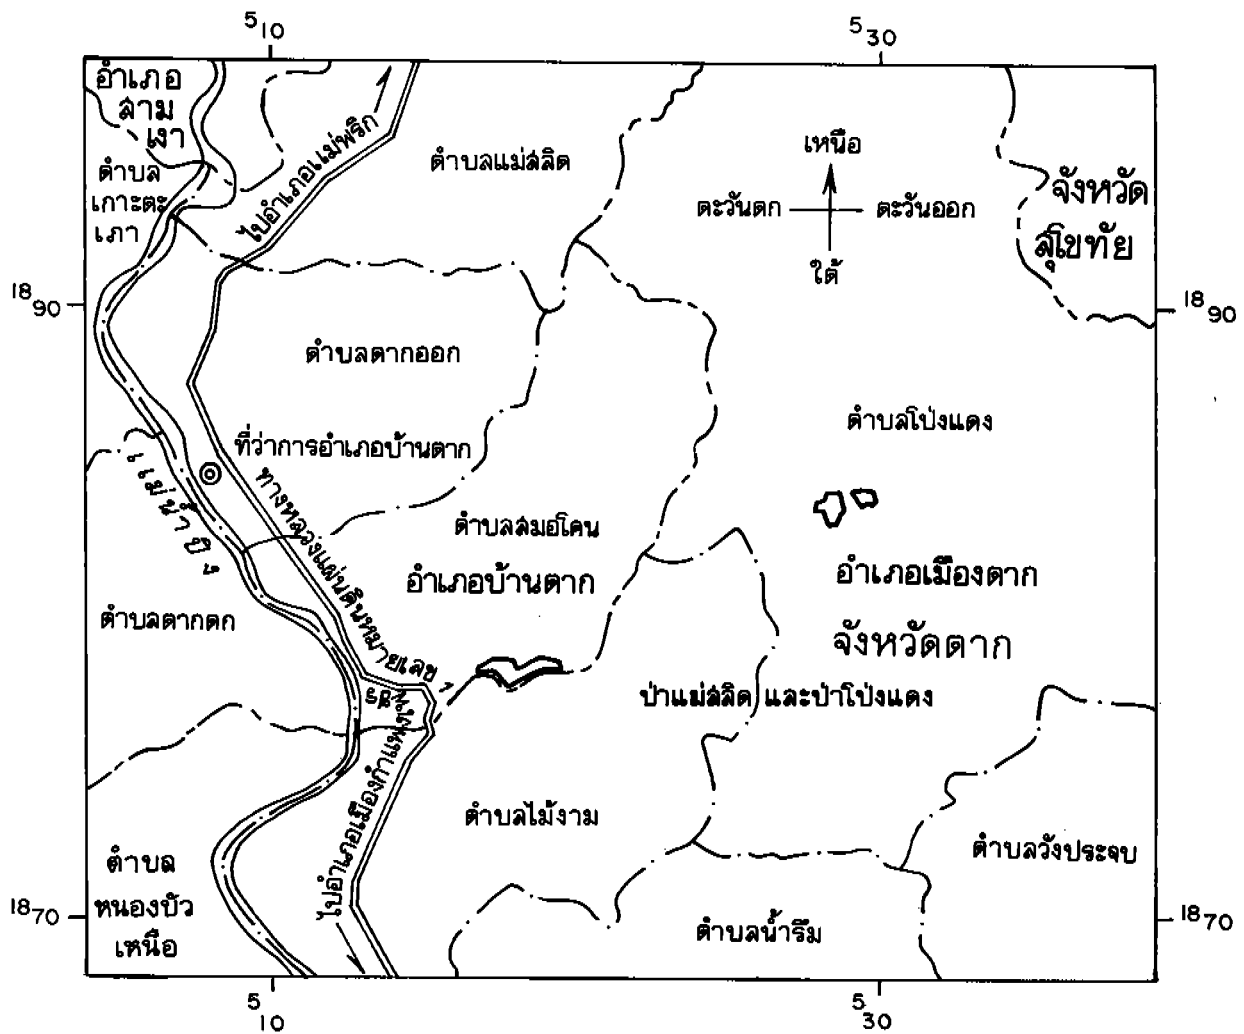 5 10
5 30
อำเภอ
สาม
เงา
ตำบล
เกาะตะ
เภา
ไปอำเภอแม่พริก
ตำบลแม่สลิด
เหนือ
ตะวันตก
ตะวันออก
ใต้
จังหวัด
สุโขทัย
18 90
18 90
ตำบลตากออก
ตำบลโป่งแดง
ที่ว่าการอำเภอบ้านตาก
แม่น้ำปิง
ทางหลวงแผ่นดินหมายเลข 1
ตำบลสมอโคน
อำเภอบ้านตาก
อำเภอเมืองตาก
จังหวัดตาก
ตำบลตากตก
ป่าแม่สลิด และป่าโป่งแดง
ไปอำเภอเมืองกำแพงเพชร
ตำบลไม้งาม
ตำบลวังประจบ
ตำบล
หนองบัว
เหนือ
ตำบลน้ำรึม
18 70
18 70
5
10
5
30